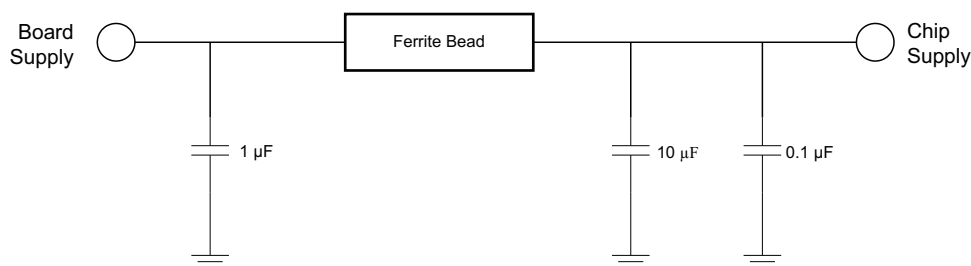 Board
Supply
Ferrite Bead
Chip
Supply
1 µF
10 µF
0.1 µF